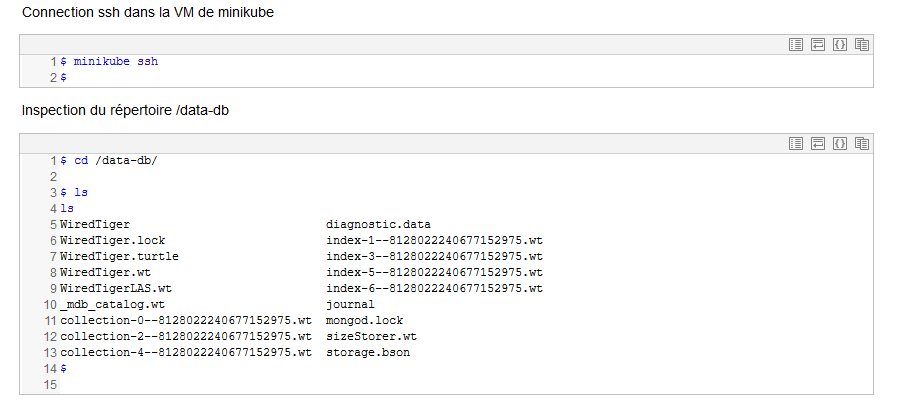 Connection ssh dans la VM de minikube
1 $ minikube ssh
2 $
Inspection du répertoire /data-db
1 $ cd /data-db/
2
3 $ ls
4 ls
5 WiredTiger diagnostic.data
6 WiredTiger.lock index-1--8128022240677152975.wt
7 WiredTiger.turtle index-3--8128022240677152975.wt
8 WiredTiger.wt index-5--8128022240677152975.wt
9 WiredTigerLAS.wt index-6--8128022240677152975.wt
10 _mdb_catalog.wt journal
11 collection-0--8128022240677152975.wt mongod.lock
12 collection-2--8128022240677152975.wt sizeStorer.wt
13 collection-4--8128022240677152975.wt storage.bson
14 $
15